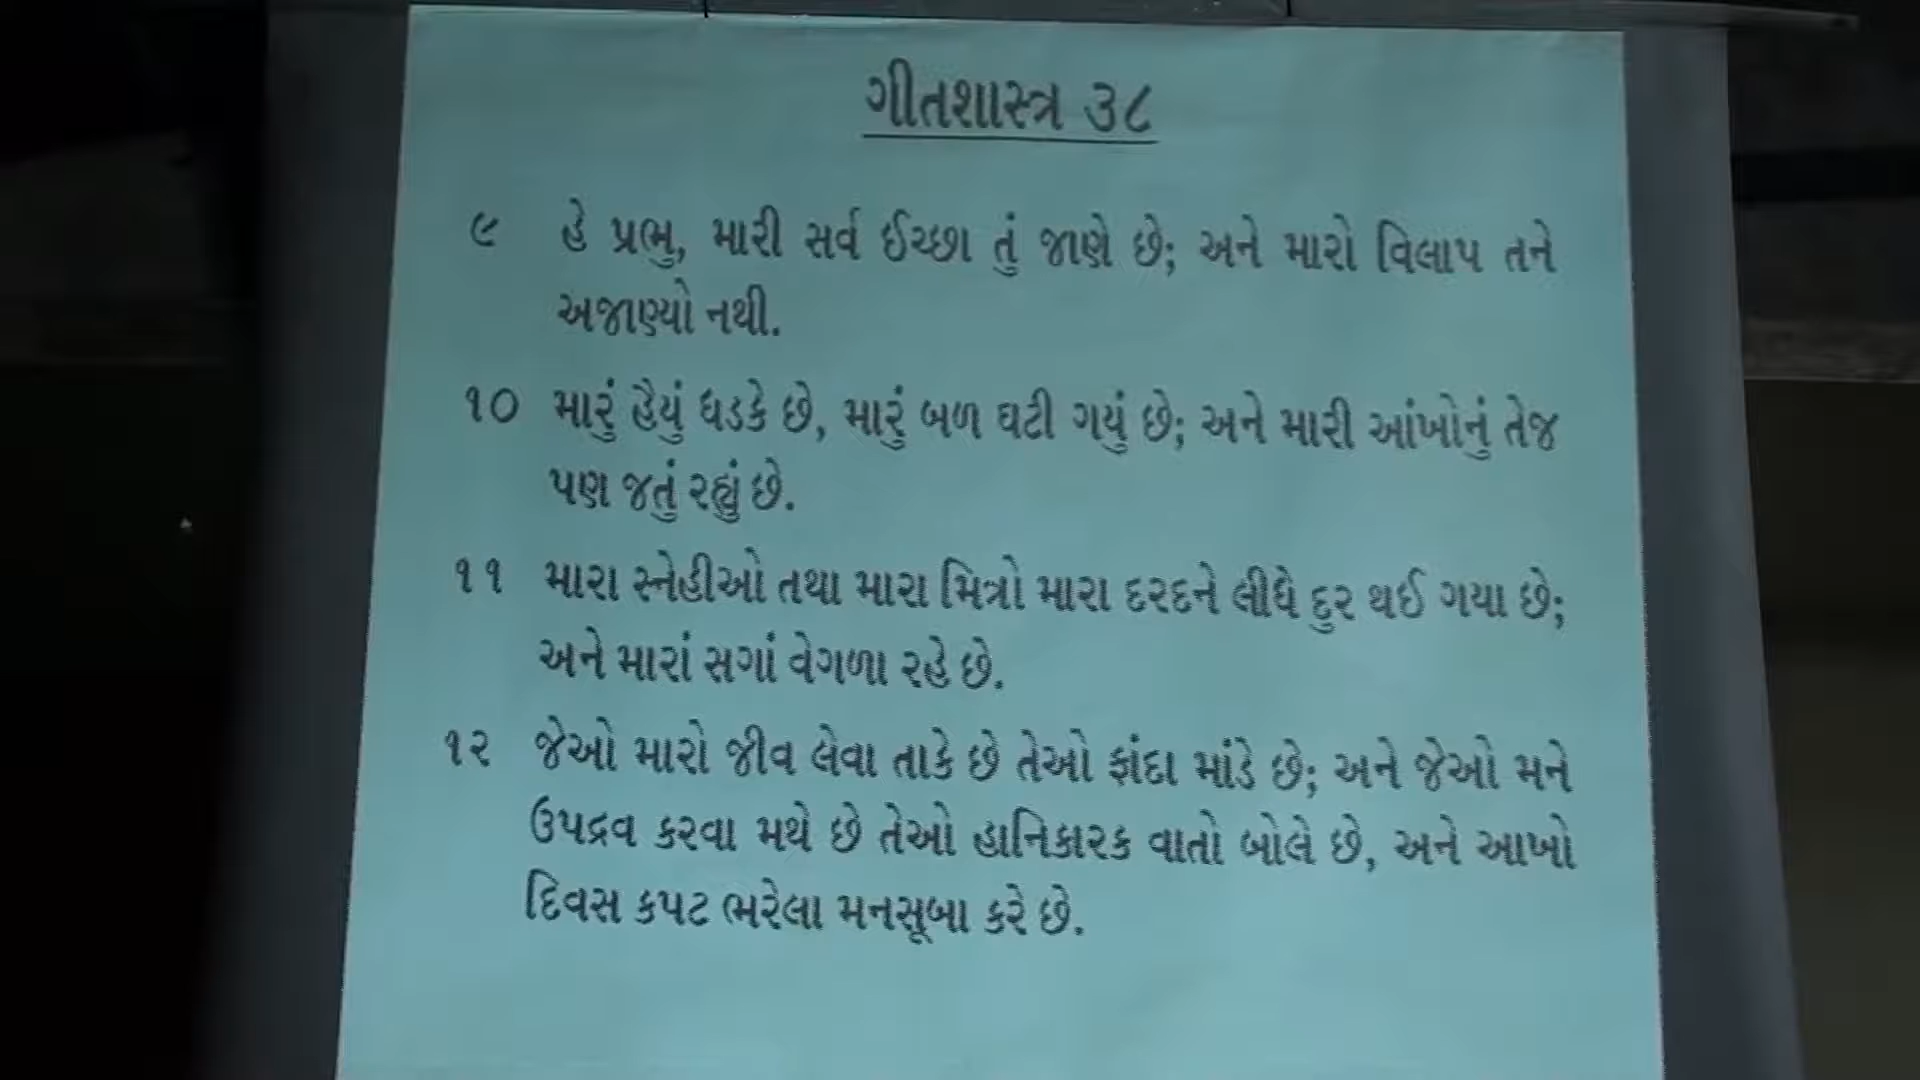 ગીતશાસ્ત્ર ૩૮
૯ હે પ્રભુ, મારી સર્વ ઈચ્છા તું જાણે છે; અને મારો વિલાપ તને
અજાણ્યો નથી.
૧૦ મારું હૈયું ધડકે છે, મારું બળ ઘટી ગયું છે; અને મારી આંખોનું તેજ
પણ જતું રહ્યું છે.
૧૧ મારા સ્નેહીઓ તથા મારા મિત્રો મારા દરદને લીધે દુર થઈ ગયા છે;
અને મારાં સગાં વેગળા રહે છે.
૧૨ જેઓ મારો જીવ લેવા તાકે છે તેઓ ફાંદા માંડે છે; અને જેઓ મને
ઉપદ્રવ કરવા મથે છે તેઓ હાનિકારક વાતો બોલે છે, અને આખો
દિવસ કપટ ભરેલા મનસૂબા કરે છે.